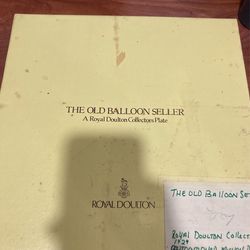 THE OLD BALLOON SELLER
A Royal Doulton Collectors Plate
ROYAL DOULTON
THE OLD BALLOON SE
ROYAL DOULTON COLLECT